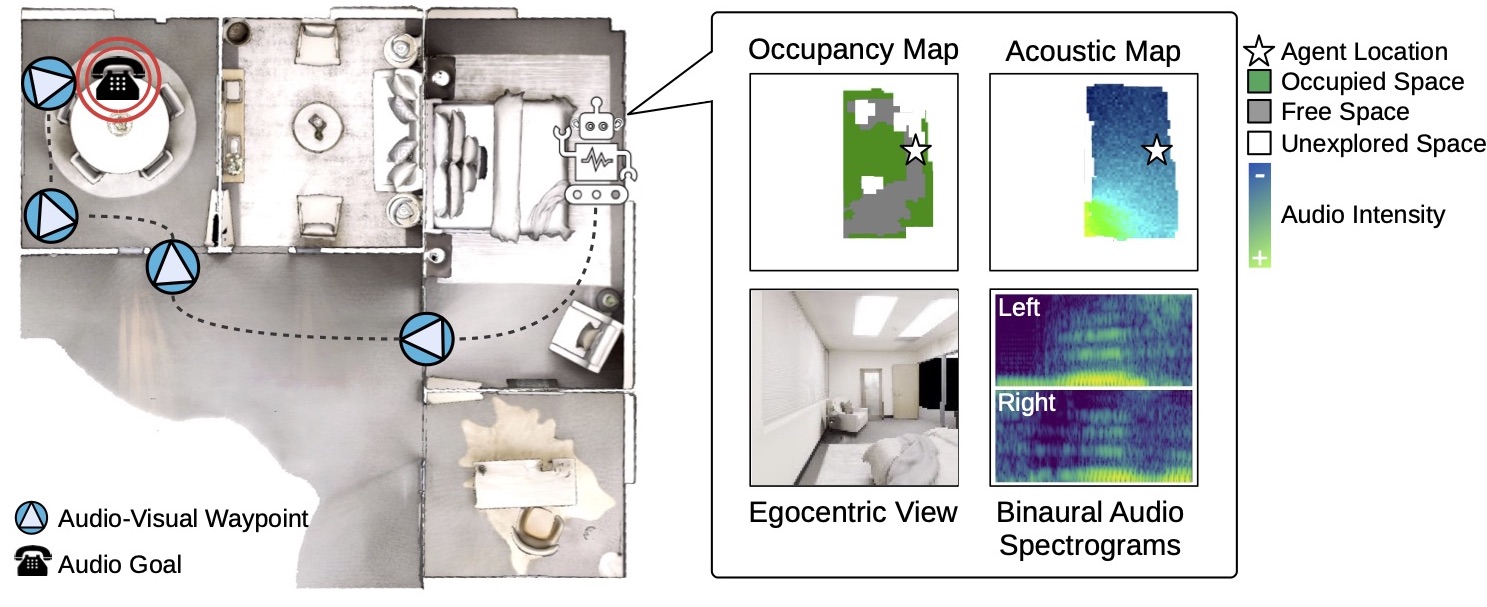 Occupancy Map
Acoustic Map
Agent Location
Occupied Space
Free Space
Unexplored Space
-
Audio Intensity
+
Left
Right
Egocentric View
Binaural Audio
Spectrograms
Audio-Visual Waypoint
Audio Goal